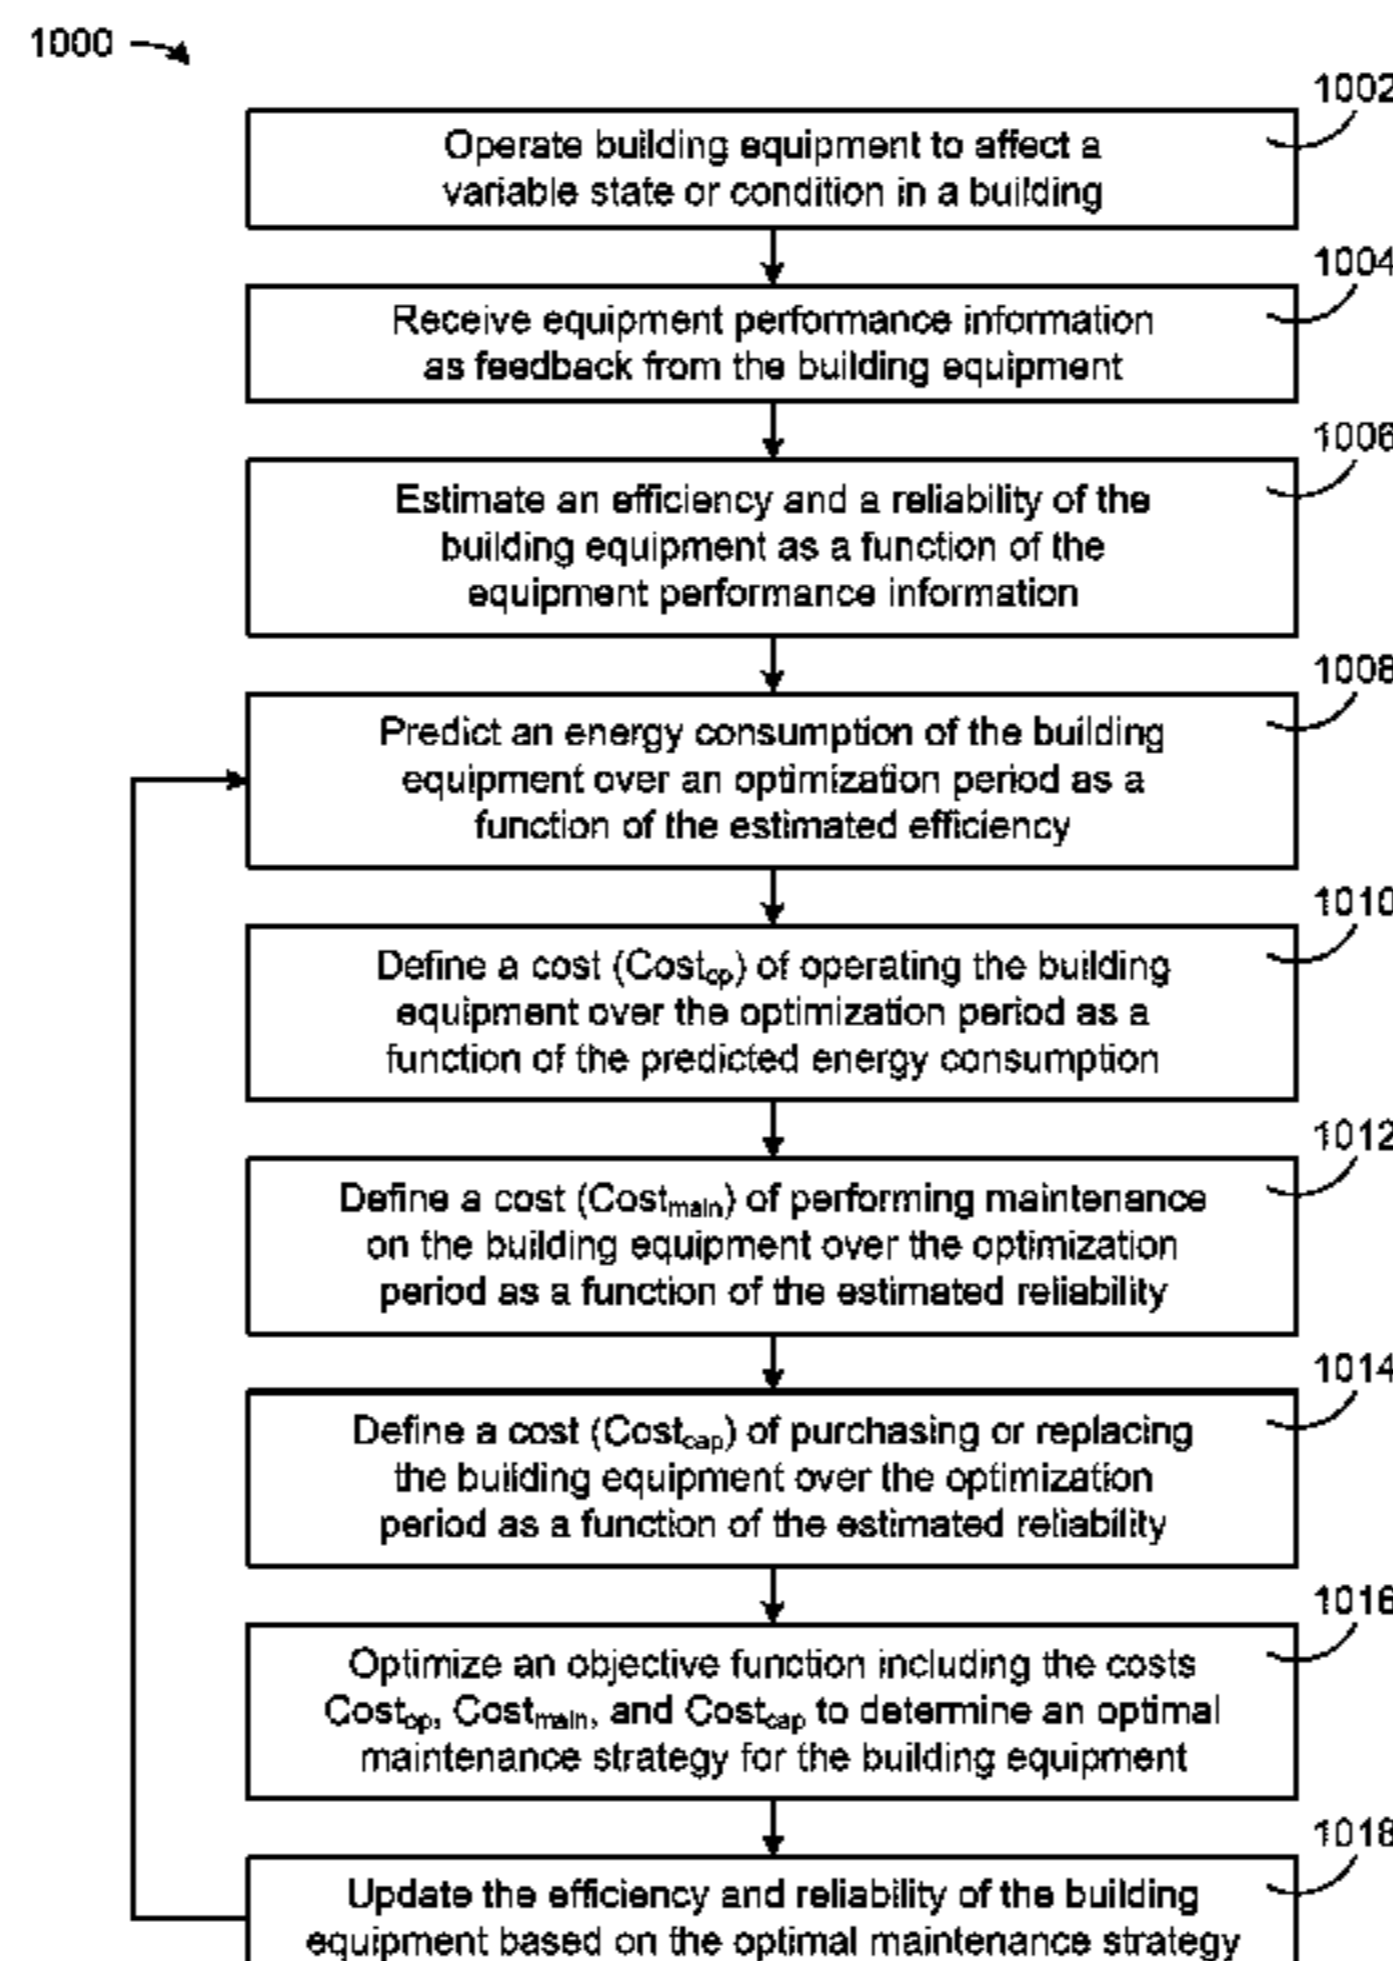 1000
1002
Operate building equipment to affect a
variable state or condition in a building
1004
Receive equipment performance information
as feedback from the building equipment
1006
Estimate an efficiency and a reliability of the
building equipment as a function of the
equipment performance information
1008
Predict an energy consumption of the building
equipment over an optimization period as a
function of the estimated efficiency
1010
Define a cost (Costop) of operating the building
equipment over the optimization period as a
function of the predicted energy consumption
1012
Define a cost (Costmain) of performing maintenance
on the building equipment over the optimization
period as a function of the estimated reliability
1014
Define a cost (Costcap) of purchasing or replacing
the building equipment over the optimization
period as a function of the estimated reliability
1016
Optimize an objective function including the costs
Costop, Costmain, and Costcap to determine an optimal
maintenance strategy for the building equipment
1018
Update the efficiency and reliability of the building
equipment based on the optimal maintenance strategy